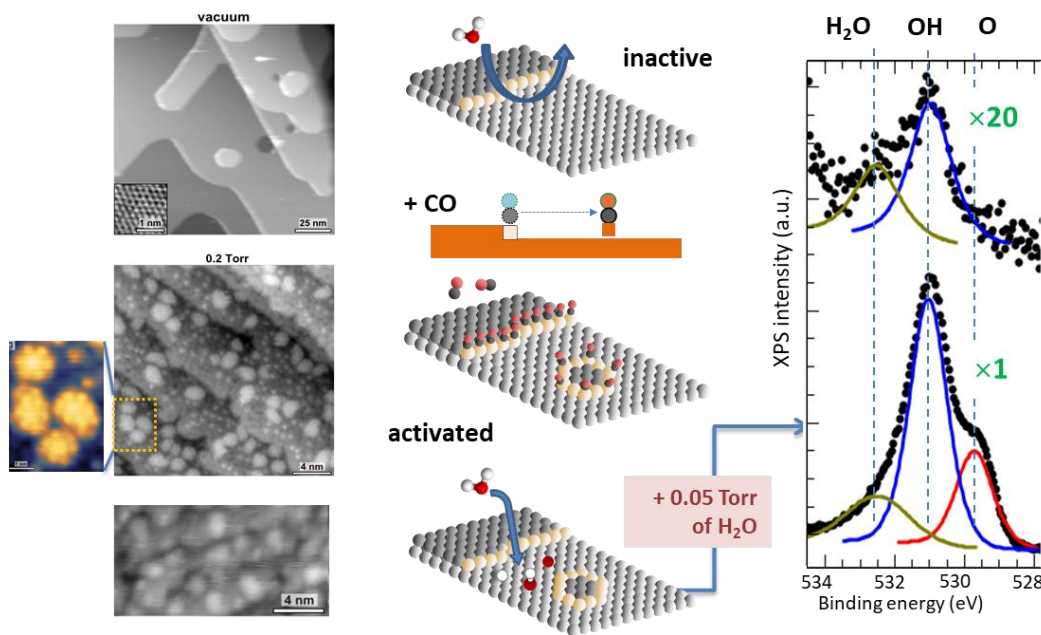 vacuum
1 nm
25 nm
0.2 Torr
4 nm
4 nm
inactive
+ CO
activated
+ 0.05 Torr
of H₂O
H₂O OH O
×20
×1
XPS intensity (a.u.)
534 532 530 528
Binding energy (eV)